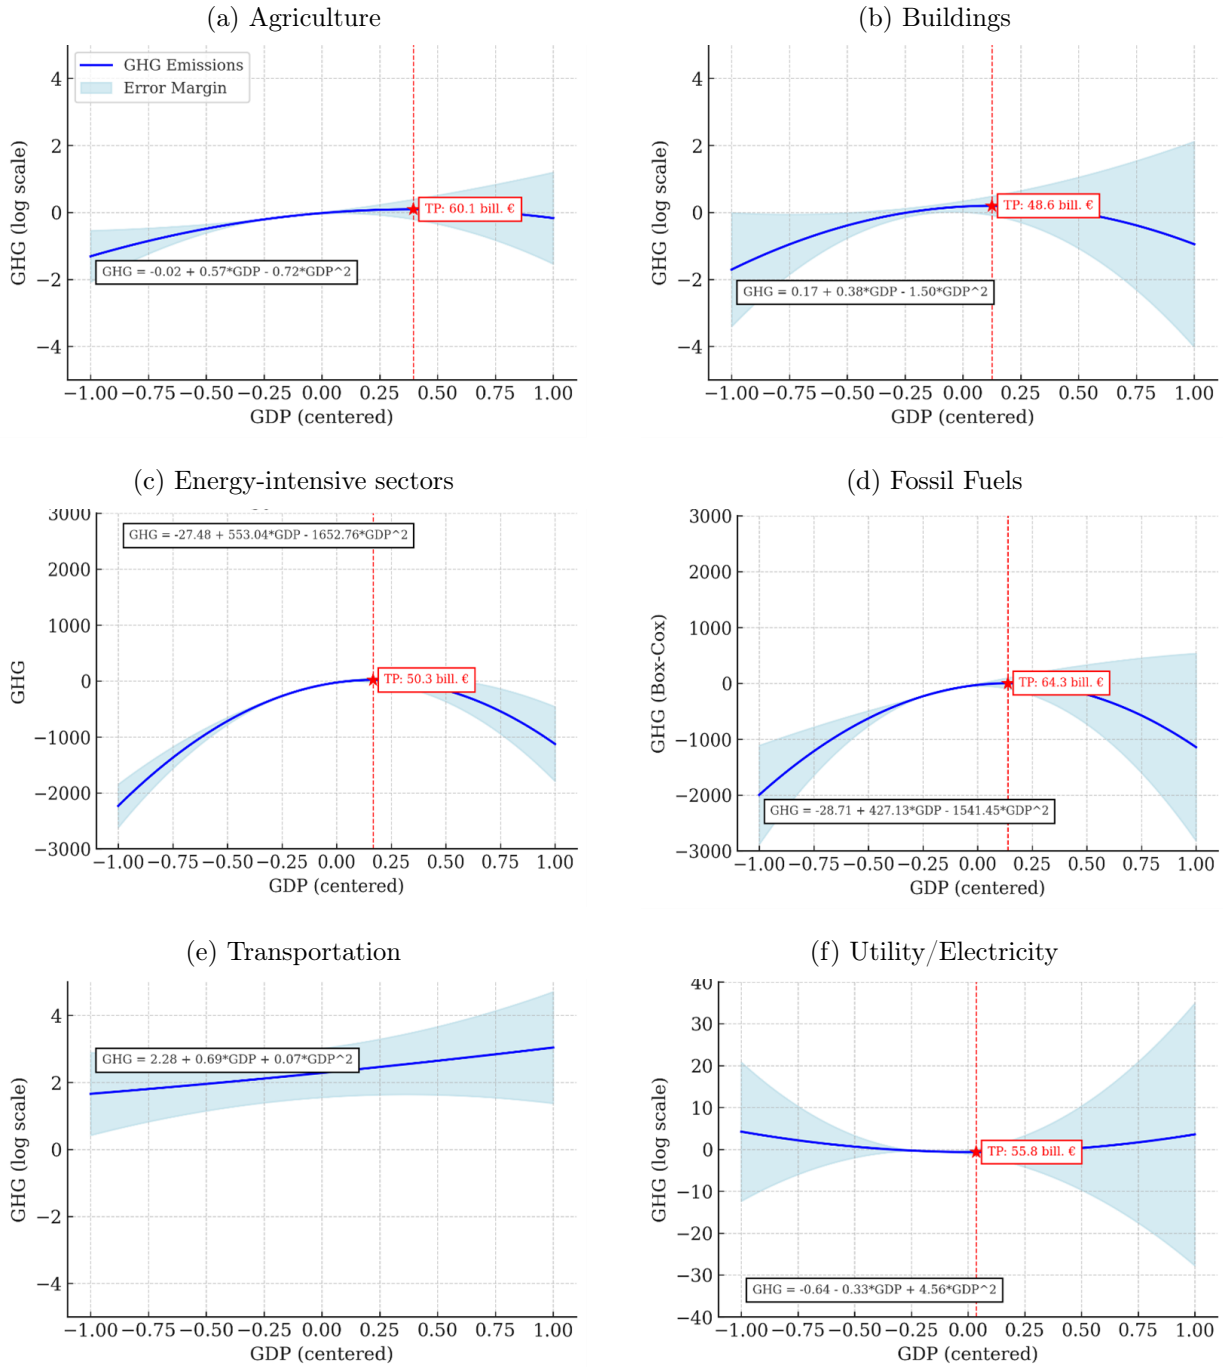 (a) Agriculture
GHG Emissions
Error Margin
4
2
0
−2
−4
GHG (log scale)
TP: 60.1 bill. €
GHG = -0.02 + 0.57*GDP - 0.72*GDP^2
−1.00 −0.75 −0.50 −0.25 0.00 0.25 0.50 0.75 1.00
GDP (centered)
(b) Buildings
4
2
0
−2
−4
GHG (log scale)
TP: 48.6 bill. €
GHG = 0.17 + 0.38*GDP - 1.50*GDP^2
−1.00 −0.75 −0.50 −0.25 0.00 0.25 0.50 0.75 1.00
GDP (centered)
(c) Energy-intensive sectors
3000
2000
1000
0
−1000
−2000
−3000
GHG
GHG = -27.48 + 553.04*GDP - 1652.76*GDP^2
TP: 50.3 bill. €
−1.00 −0.75 −0.50 −0.25 0.00 0.25 0.50 0.75 1.00
GDP (centered)
(d) Fossil Fuels
3000
2000
1000
0
−1000
−2000
−3000
GHG (Box-Cox)
TP: 64.3 bill. €
GHG = -28.71 + 427.13*GDP - 1541.45*GDP^2
−1.00 −0.75 −0.50 −0.25 0.00 0.25 0.50 0.75 1.00
GDP (centered)
(e) Transportation
4
2
0
−2
−4
GHG (log scale)
GHG = 2.28 + 0.69*GDP + 0.07*GDP^2
−1.00 −0.75 −0.50 −0.25 0.00 0.25 0.50 0.75 1.00
GDP (centered)
(f) Utility/Electricity
40
30
20
10
0
−10
−20
−30
−40
GHG (log scale)
TP: 55.8 bill. €
GHG = -0.64 - 0.33*GDP + 4.56*GDP^2
−1.00 −0.75 −0.50 −0.25 0.00 0.25 0.50 0.75 1.00
GDP (centered)